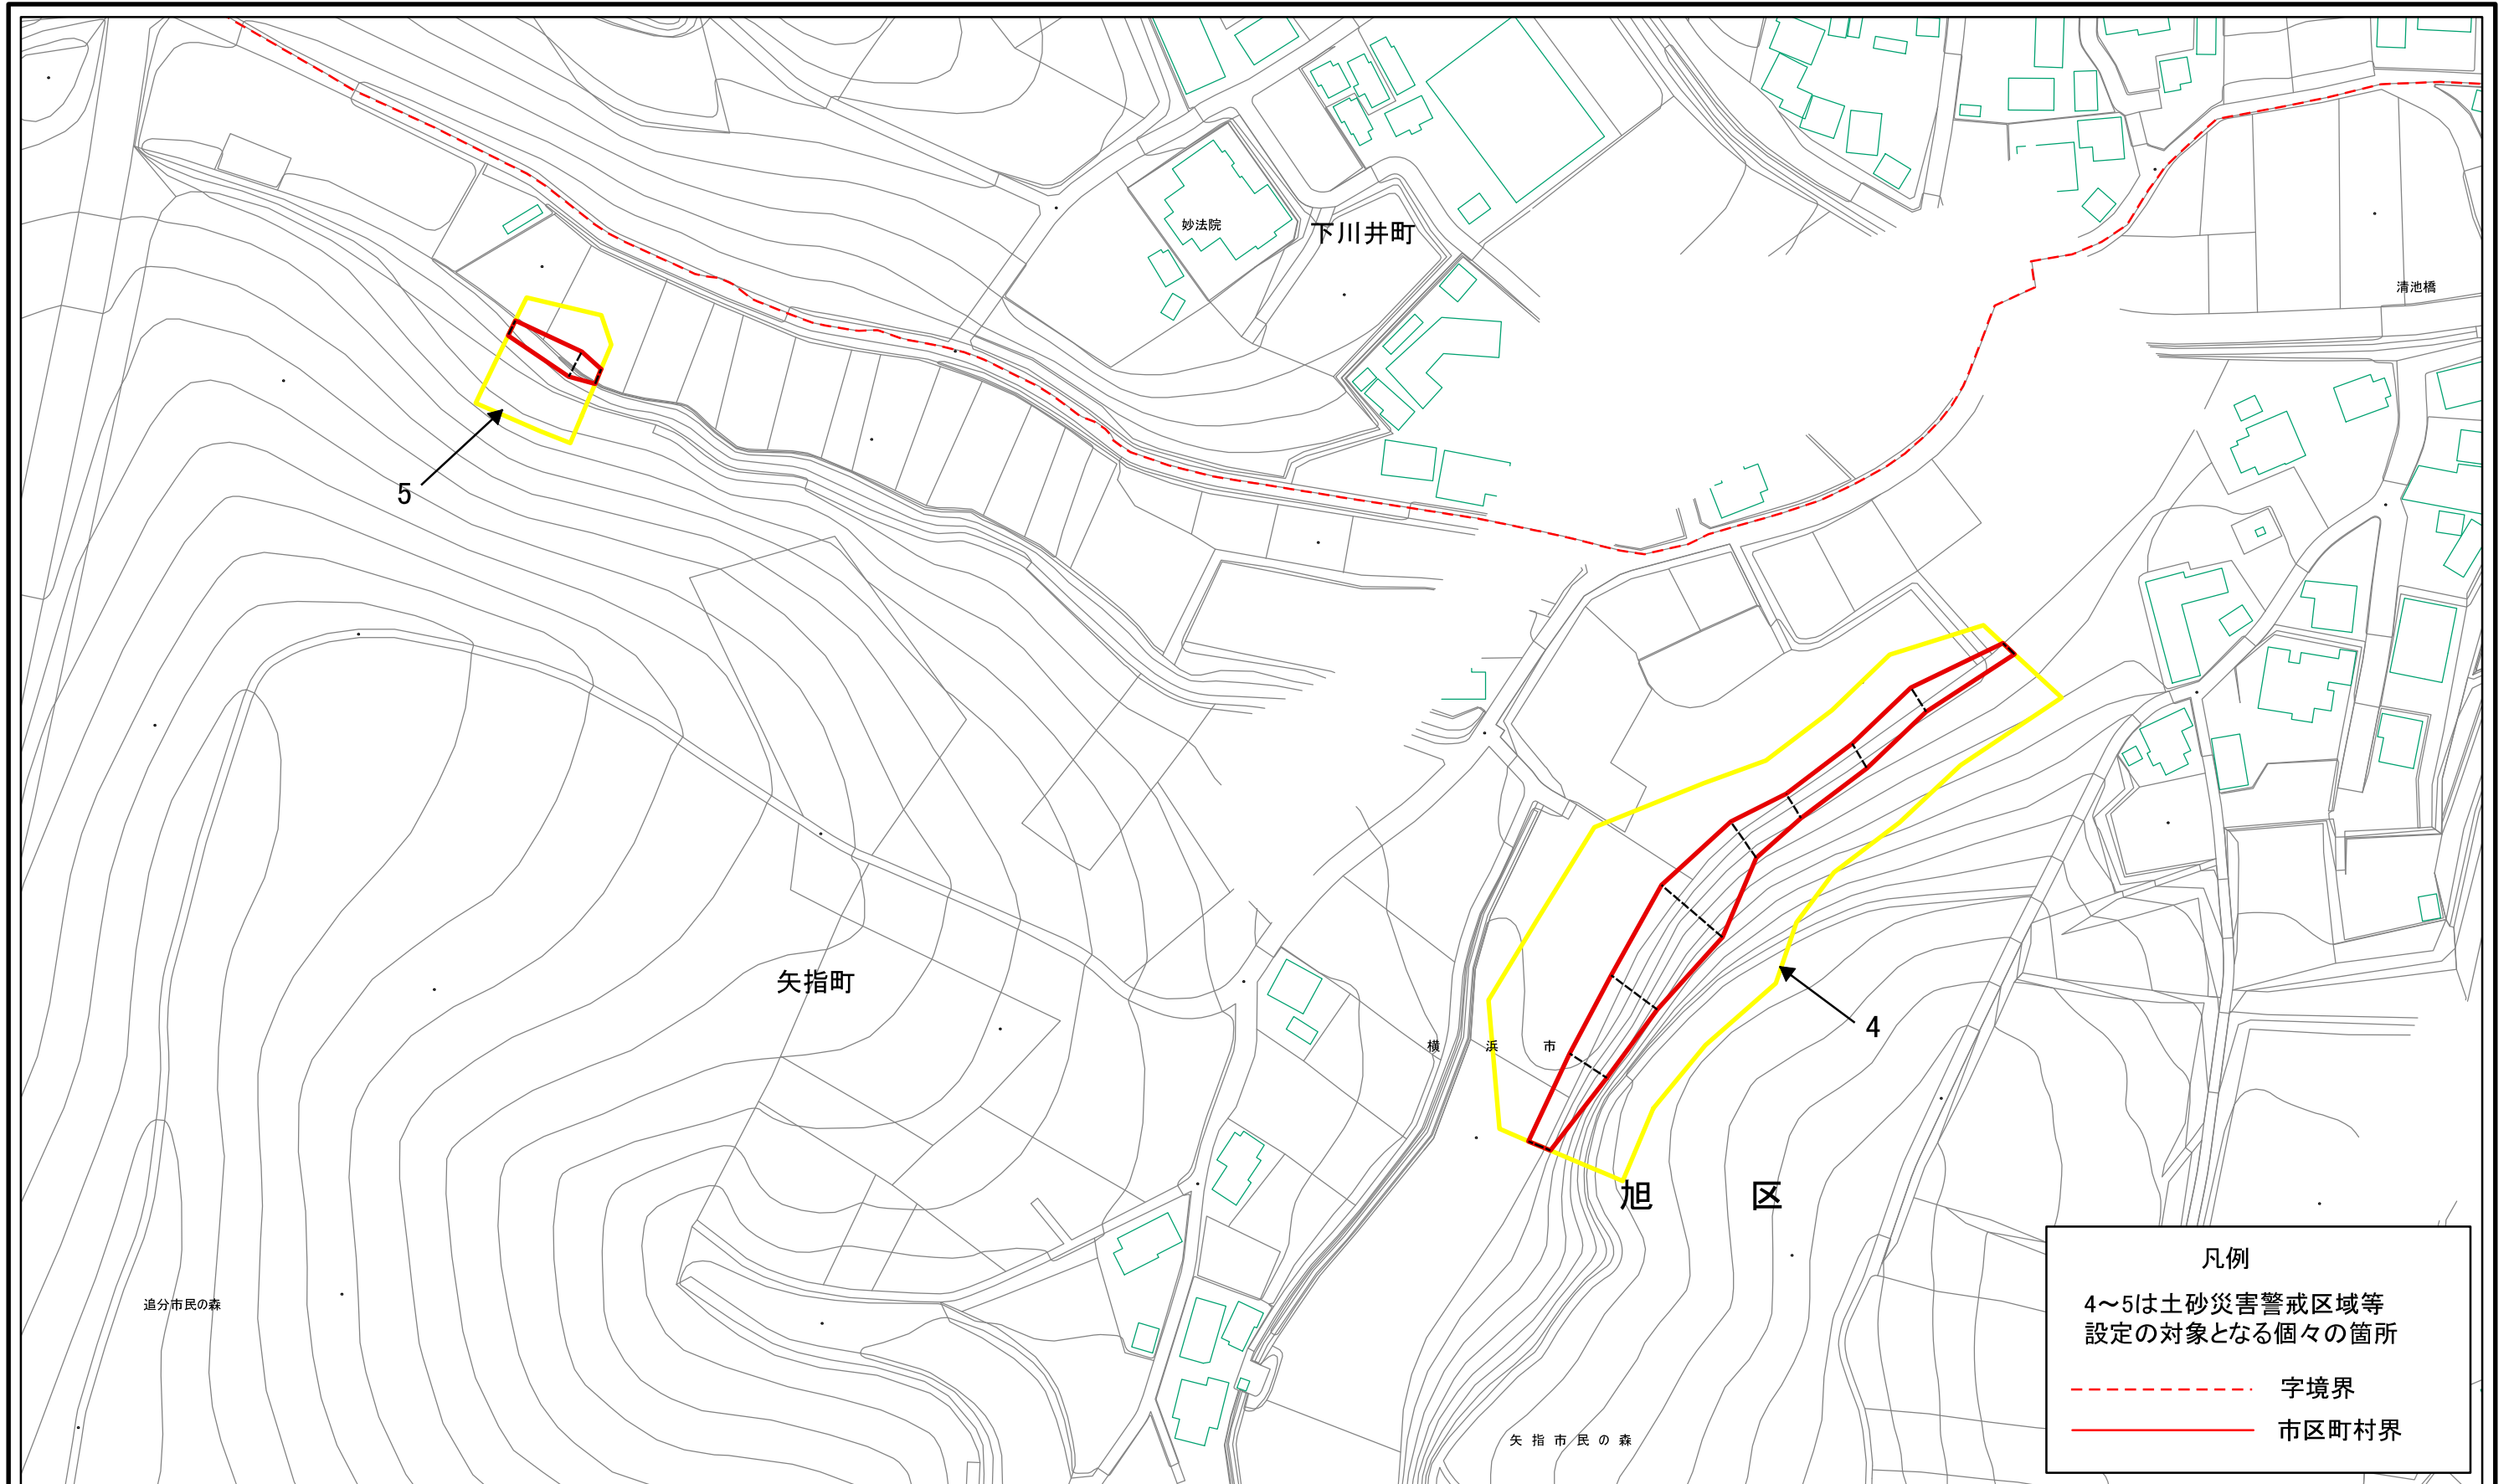 妙法院
下川井町
清池橋
5
矢指町
横浜市
4
旭区
追分市民の森
矢指市民の森
凡例
4～5は土砂災害警戒区域等
設定の対象となる個々の箇所
字境界
市区町村界